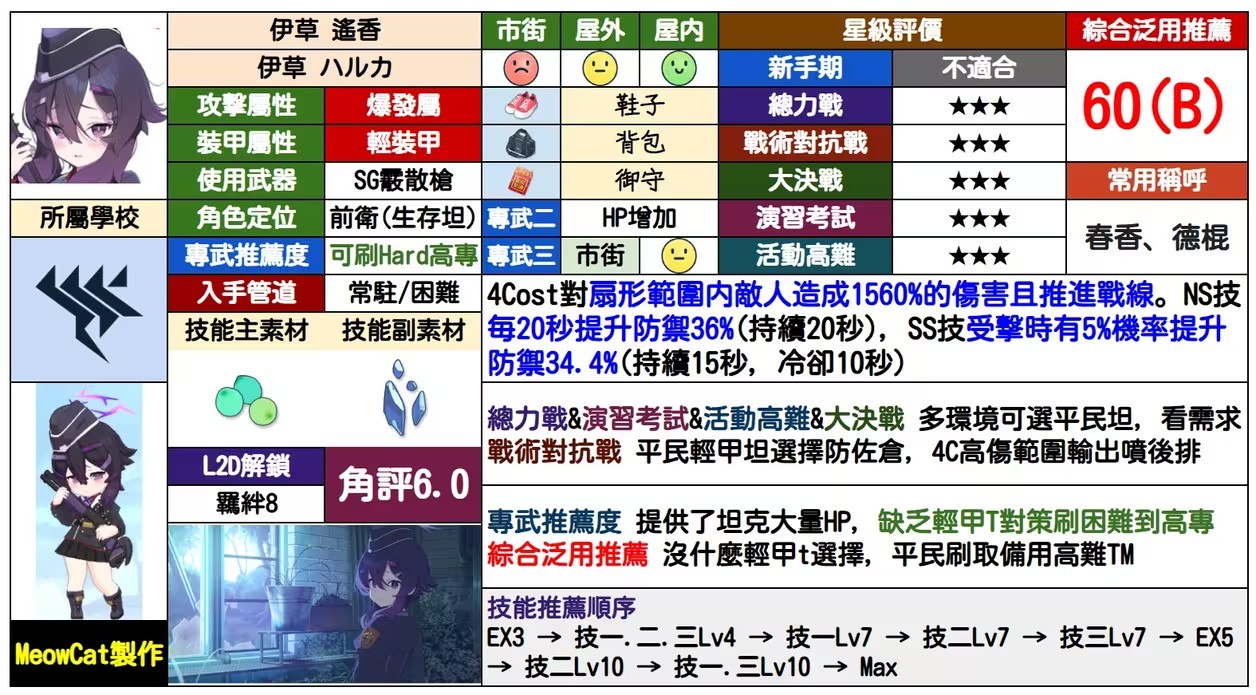 伊草 遙香
伊草 ハルカ
攻擊屬性 爆發屬
裝甲屬性 輕裝甲
使用武器 SG霰散槍
角色定位 前衛(生存坦)
專武推薦度 可刷Hard高專
入手管道 常駐/困難
技能主素材 技能副素材
L2D解鎖
羈絆8
角評6.0
所屬學校
MeowCat製作
市街 屋外 屋内
鞋子
背包
御守
專武二 HP增加
專武三 市街
星級評價
新手期 不適合
總力戰 ★★★
戰術對抗戰 ★★★
大決戰 ★★★
演習考試 ★★★
活動高難 ★★★
綜合泛用推薦
60(B)
常用稱呼
春香、德棍
4Cost對扇形範圍内敵人造成1560%的傷害且推進戰線。NS技
每20秒提升防禦36%(持續20秒), SS技受擊時有5%機率提升
防禦34.4%(持續15秒, 冷卻10秒)
總力戰&演習考試&活動高難&大決戰 多環境可選平民坦, 看需求
戰術對抗戰 平民輕甲坦選擇防佐倉, 4C高傷範圍輸出噴後排
專武推薦度 提供了坦克大量HP, 缺乏輕甲T對策刷困難到高專
綜合泛用推薦 沒什麼輕甲t選擇, 平民刷取備用高難TM
技能推薦順序
EX3 → 技一.二.三Lv4 → 技一Lv7 → 技二Lv7 → 技三Lv7 → EX5
→ 技二Lv10 → 技一.三Lv10 → Max